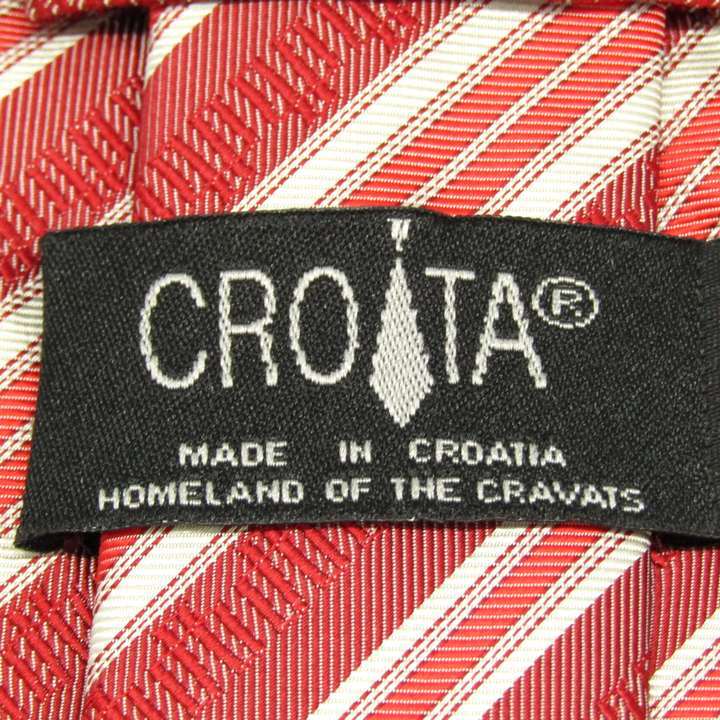 CROATA®
MADE IN CROATIA
HOMELAND OF THE CRAVATS